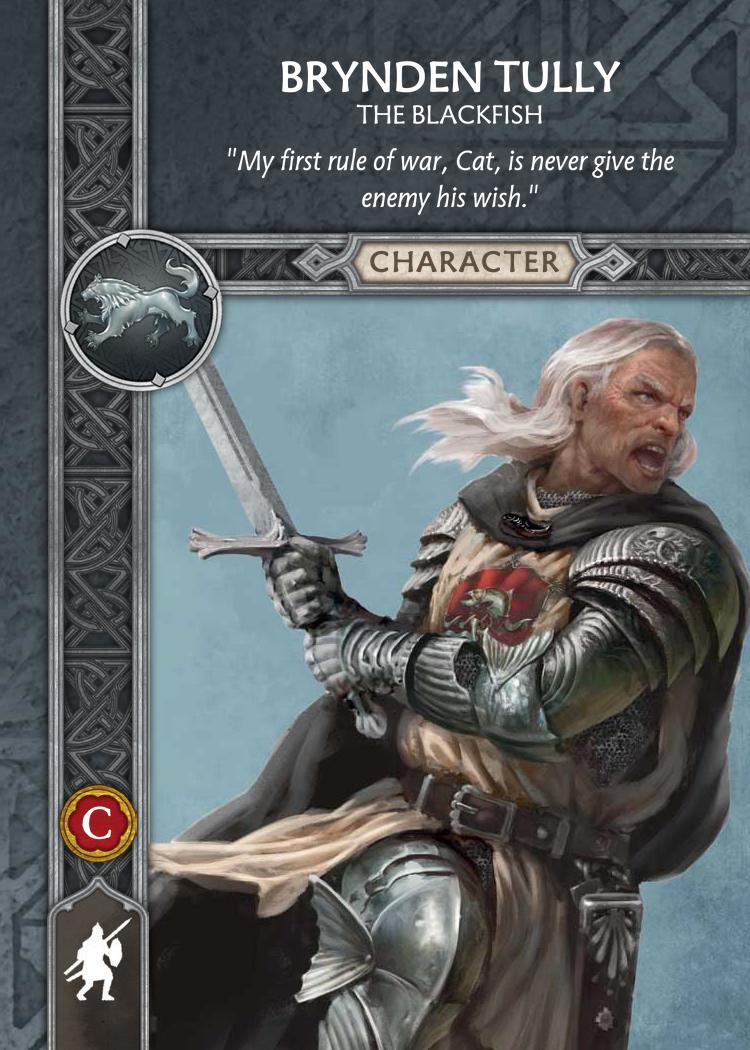 BRYNDEN TULLY
THE BLACKFISH
"My first rule of war, Cat, is never give the
enemy his wish."
CHARACTER
C